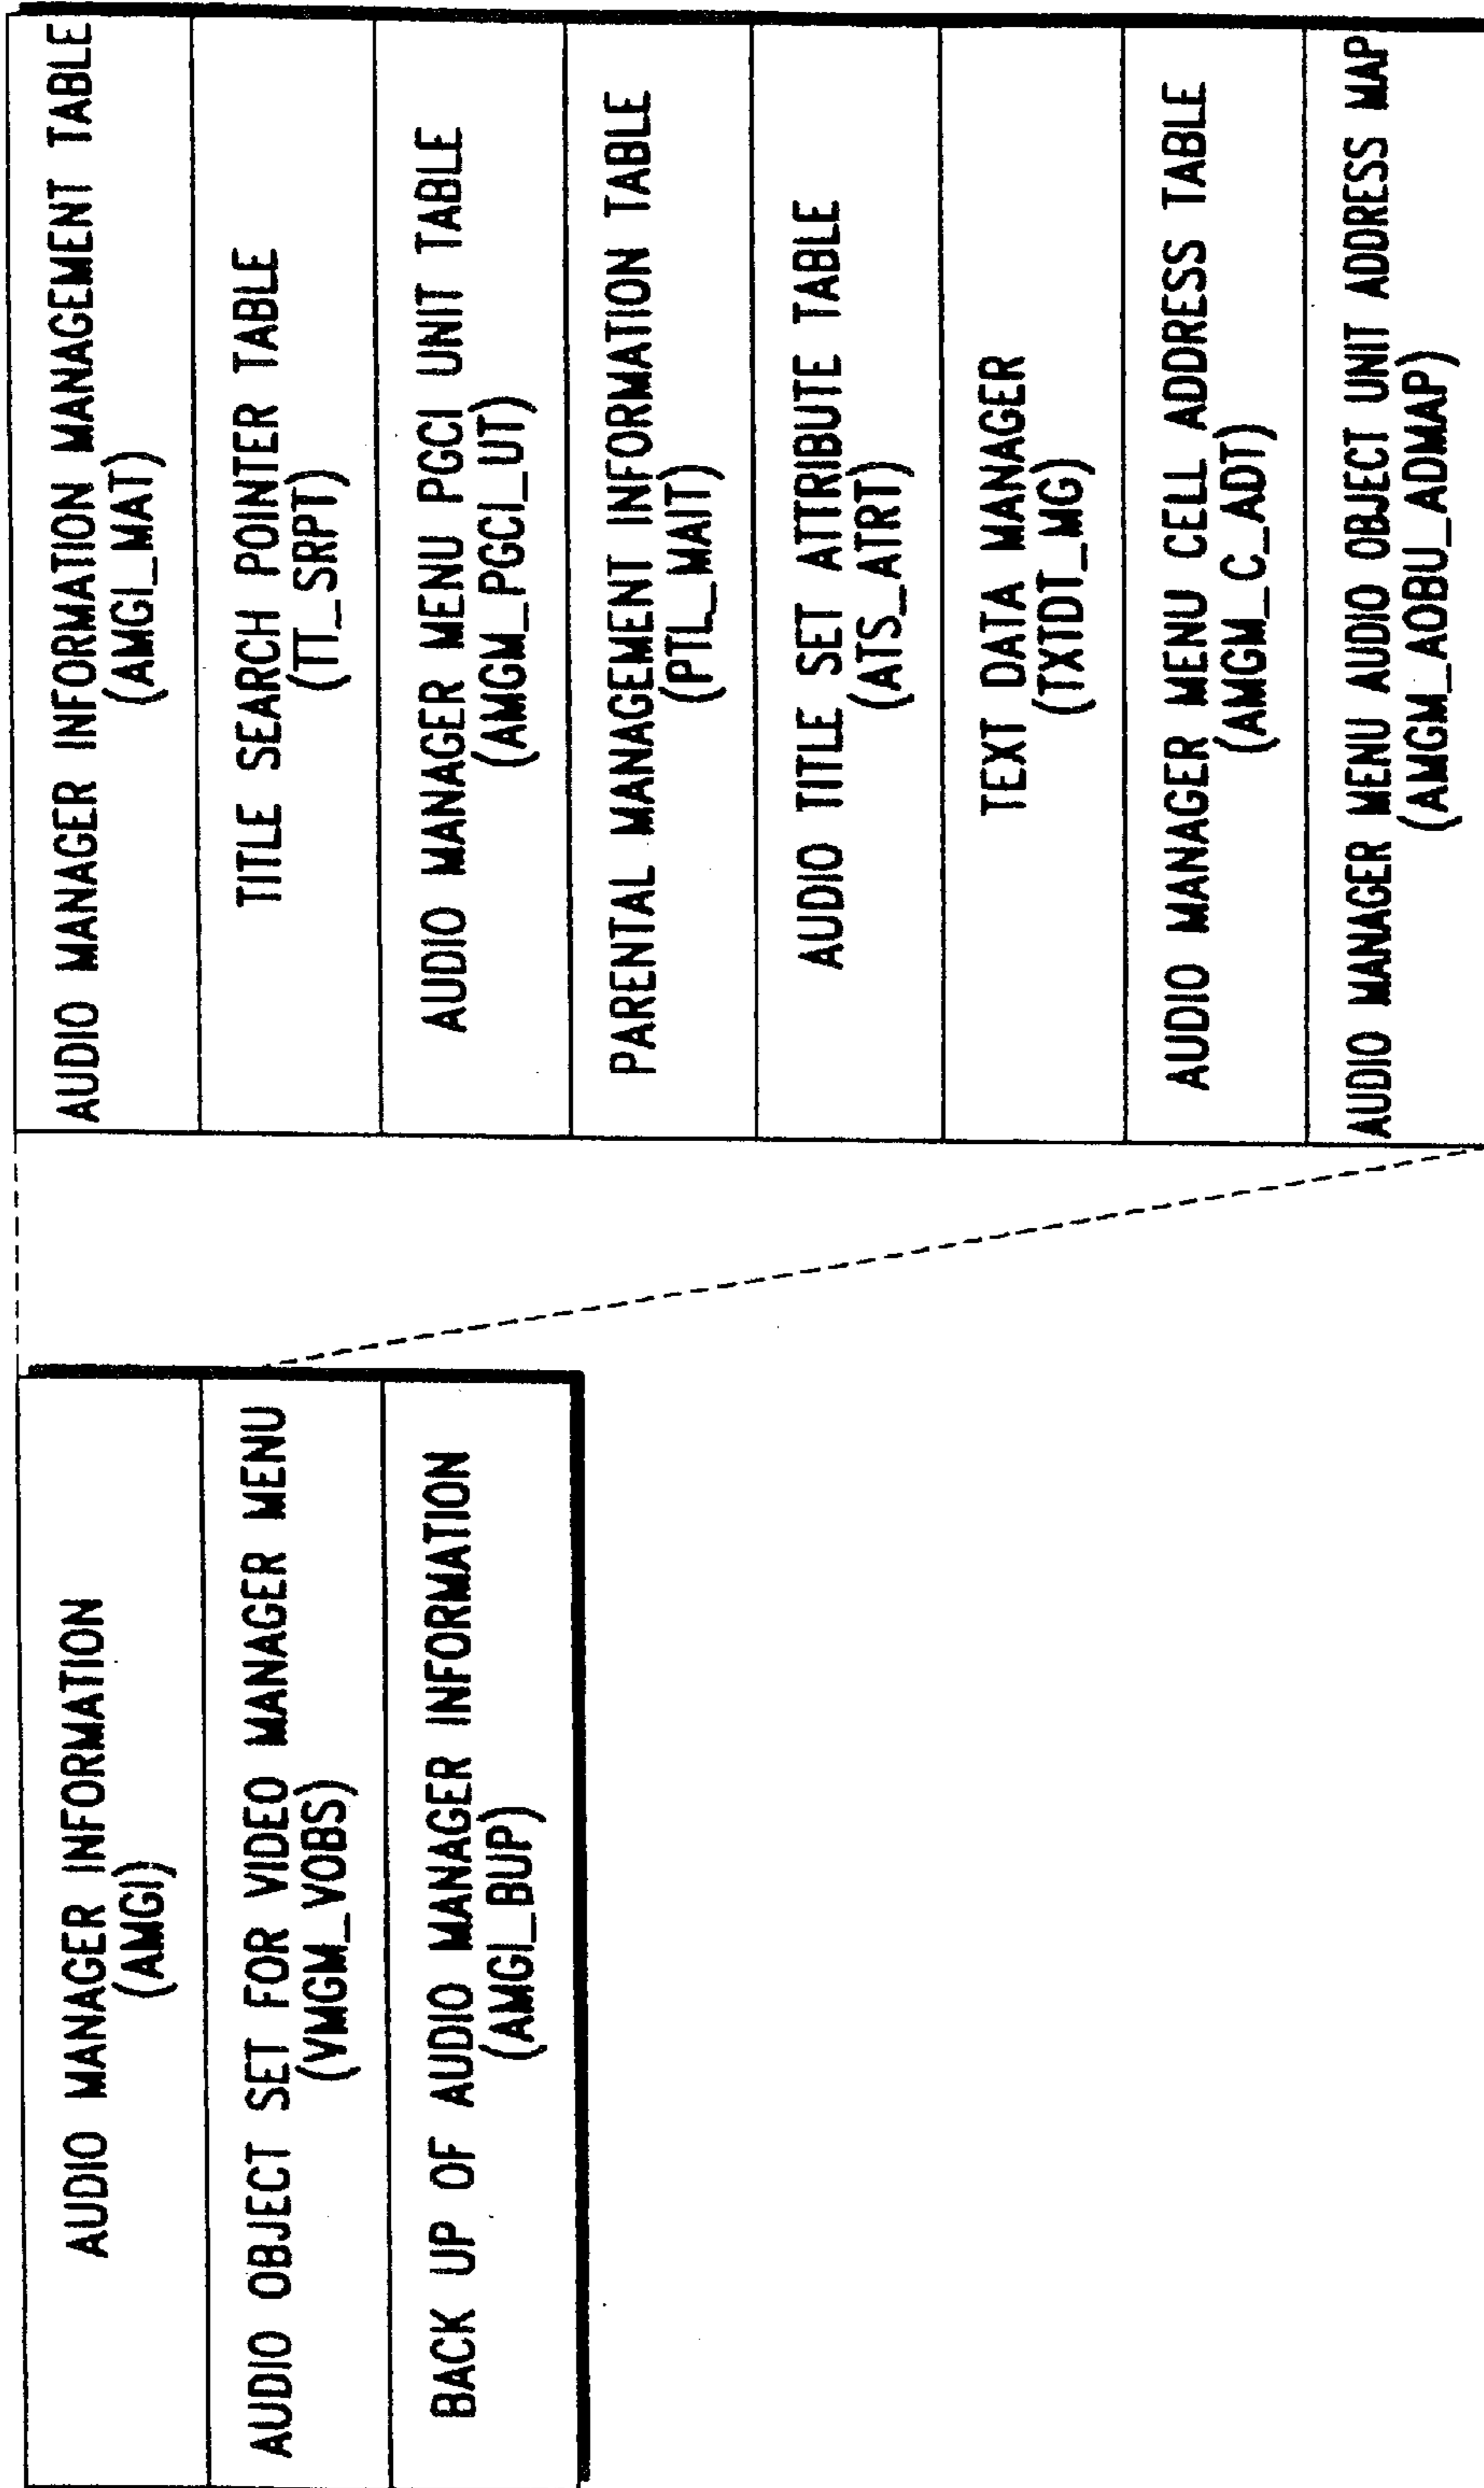 AUDIO MANAGER INFORMATION
(AMGI)
AUDIO OBJECT SET FOR VIDEO MANAGER MENU
(VMGM_VOBS)
BACK UP OF AUDIO MANAGER INFORMATION
(AMGI_BUP)
AUDIO MANAGER INFORMATION MANAGEMENT TABLE
(AMGI_MAT)
TITLE SEARCH POINTER TABLE
(TT_SRPT)
AUDIO MANAGER MENU PGCI UNIT TABLE
(AMGM_PGCI_UT)
PARENTAL MANAGEMENT INFORMATION TABLE
(PTL_MAIT)
AUDIO TITLE SET ATTRIBUTE TABLE
(ATS_ATRT)
TEXT DATA MANAGER
(TXTDT_MG)
AUDIO MANAGER MENU CELL ADDRESS TABLE
(AMGM_C_ADT)
AUDIO MANAGER MENU AUDIO OBJECT UNIT ADDRESS MAP
(AMGM_AOBU_ADMAP)